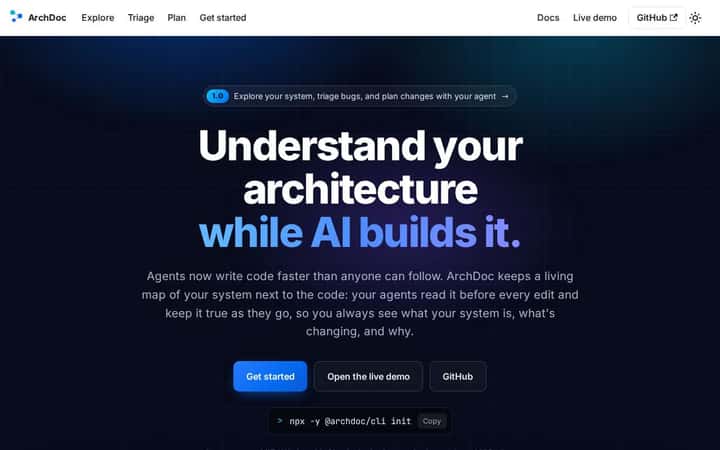 ArchDoc Explore Triage Plan Get started Docs Live demo GitHub
1.0 Explore your system, triage bugs, and plan changes with your agent →
Understand your
architecture
while AI builds it.
Agents now write code faster than anyone can follow. ArchDoc keeps a living
map of your system next to the code: your agents read it before every edit and
keep it true as they go, so you always see what your system is, what's
changing, and why.
Get started Open the live demo GitHub
> npx -y @archdoc/cli init Copy